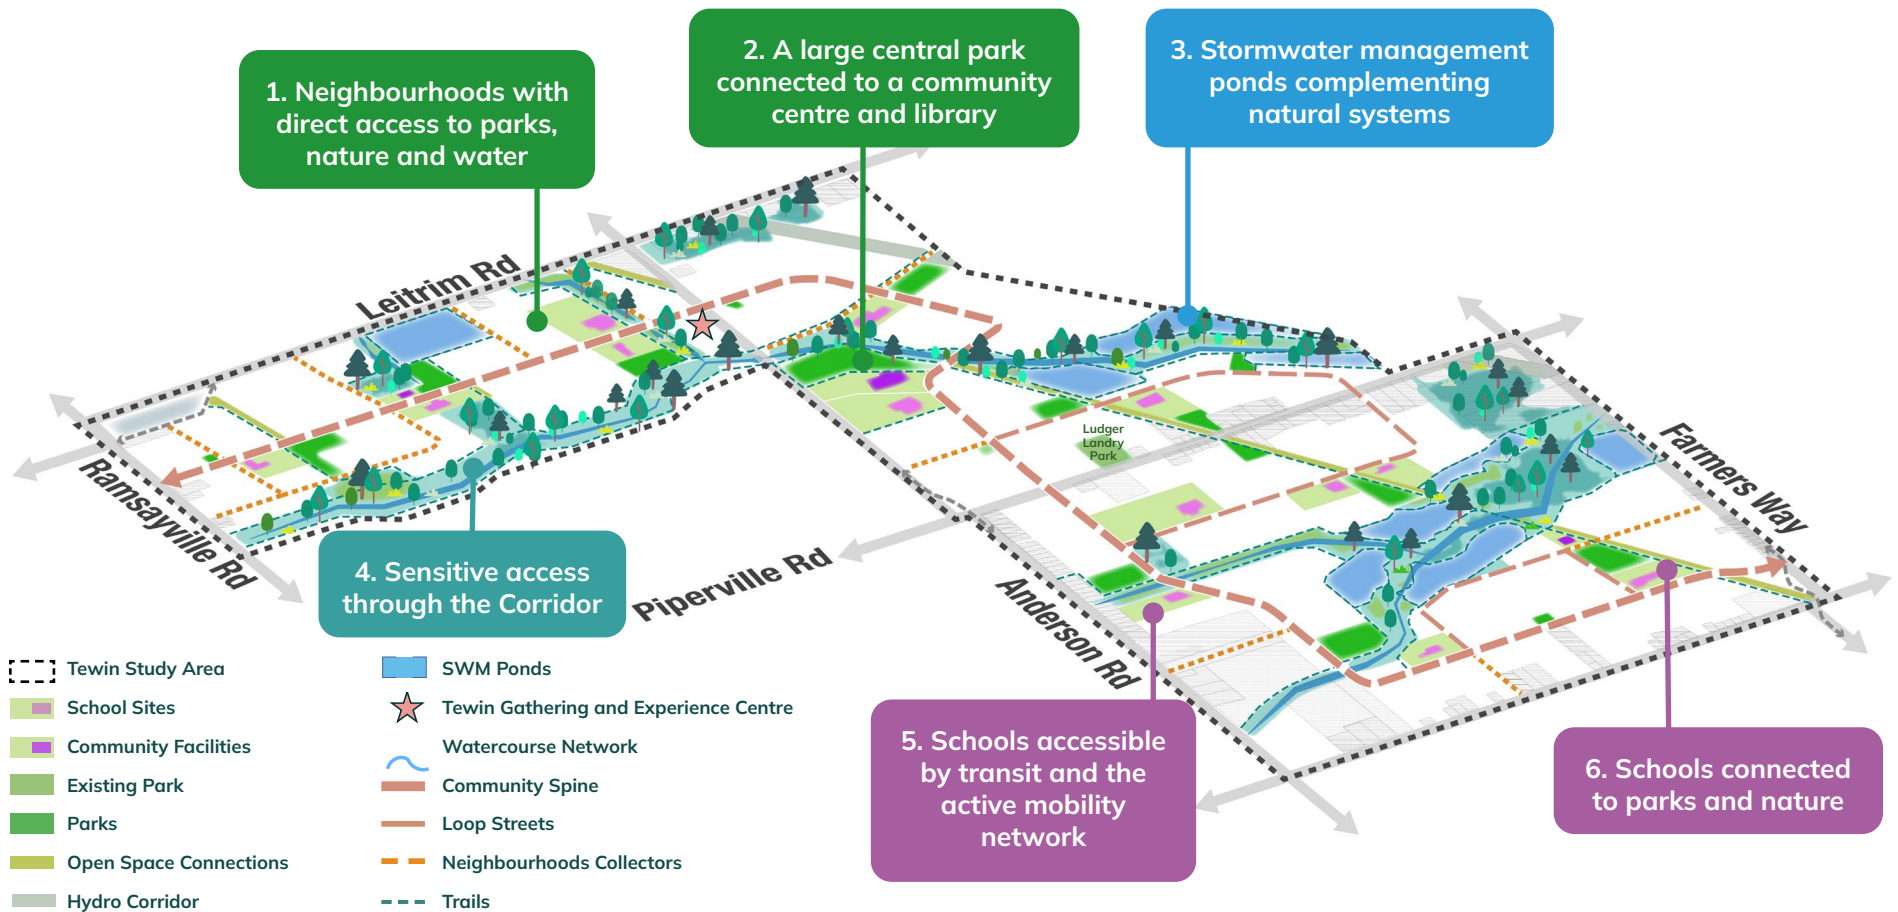 1. Neighbourhoods with
direct access to parks,
nature and water
2. A large central park
connected to a community
centre and library
3. Stormwater management
ponds complementing
natural systems
Leitrim Rd
Ramsayville Rd
Ludger
Landry
Park
Farmers Way
Piperville Rd
Anderson Rd
4. Sensitive access
through the Corridor
5. Schools accessible
by transit and the
active mobility
network
6. Schools connected
to parks and nature
Tewin Study Area
School Sites
Community Facilities
Existing Park
Parks
Open Space Connections
Hydro Corridor
SWM Ponds
Tewin Gathering and Experience Centre
Watercourse Network
Community Spine
Loop Streets
Neighbourhoods Collectors
Trails